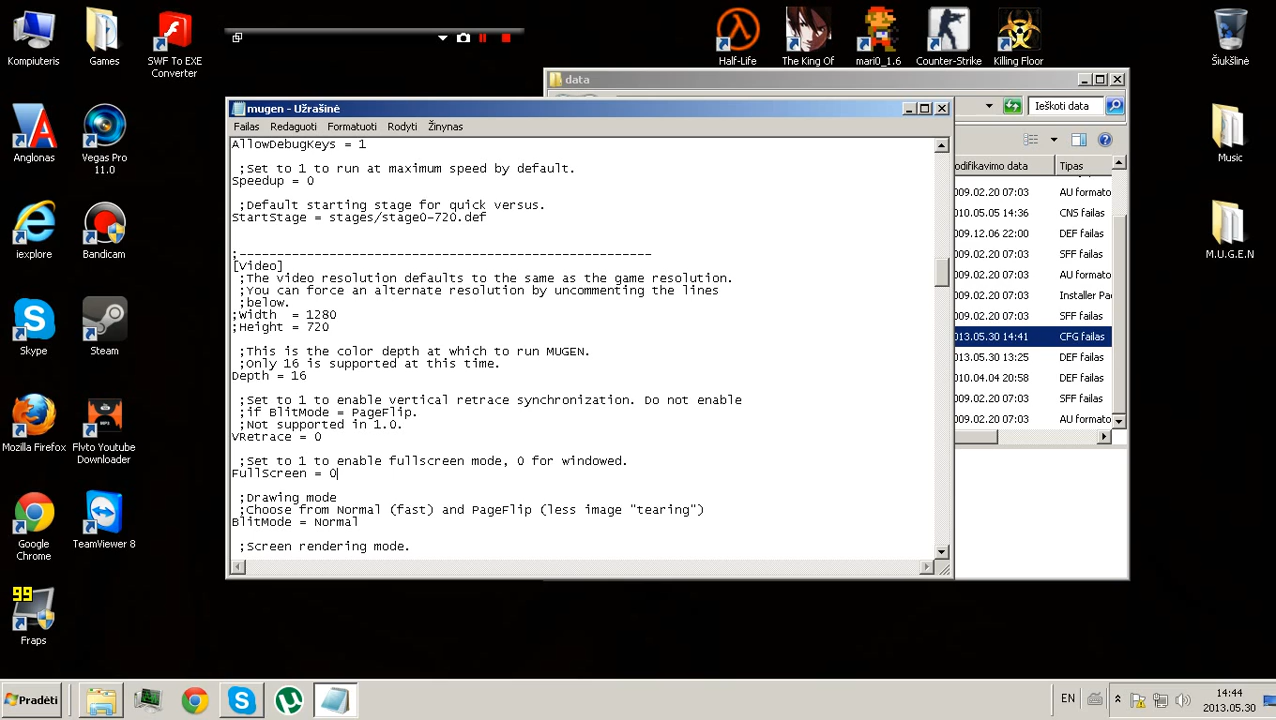 Kompiuteris
Games
SWF To EXE
Converter
Anglonas
Vegas Pro
11.0
iexplore
Bandicam
Skype
Steam
Mozilla Firefox
Flvto Youtube
Downloader
Google
Chrome
TeamViewer 8
99
Fraps
Half-Life
The King Of
mari0_1.6
Counter-Strike
Killing Floor
Šiukšlinė
Music
M.U.G.E.N
data
Ieškoti data
odifikavimo data
Tipas
009.02.20 07:03
AU formato
010.05.05 14:36
CNS failas
009.12.06 22:00
DEF failas
009.02.20 07:03
SFF failas
009.02.20 07:03
AU formato
009.02.20 07:03
Installer Pa
009.02.20 07:03
SFF failas
013.05.30 14:41
CFG failas
013.05.30 13:25
DEF failas
010.04.04 20:58
DEF failas
009.02.20 07:03
SFF failas
009.02.20 07:03
AU formato
mugen - Užrašinė
Failas Redaguoti Formatuoti Rodyti Žinynas
AllowDebugKeys = 1
;Set to 1 to run at maximum speed by default.
Speedup = 0
;Default starting stage for quick versus.
StartStage = stages/stage0-720.def
;---------------------------------------------------------
[Video]
;The video resolution defaults to the same as the game resolution.
;You can force an alternate resolution by uncommenting the lines
;below.
;Width = 1280
;Height = 720
;This is the color depth at which to run MUGEN.
;Only 16 is supported at this time.
Depth = 16
;Set to 1 to enable vertical retrace synchronization. Do not enable
;if BlitMode = PageFlip.
;Not supported in 1.0.
VRetrace = 0
;Set to 1 to enable fullscreen mode, 0 for windowed.
FullScreen = 0
;Drawing mode
;Choose from Normal (fast) and PageFlip (less image "tearing")
BlitMode = Normal
;Screen rendering mode.
Pradėti
EN
14:44
2013.05.30